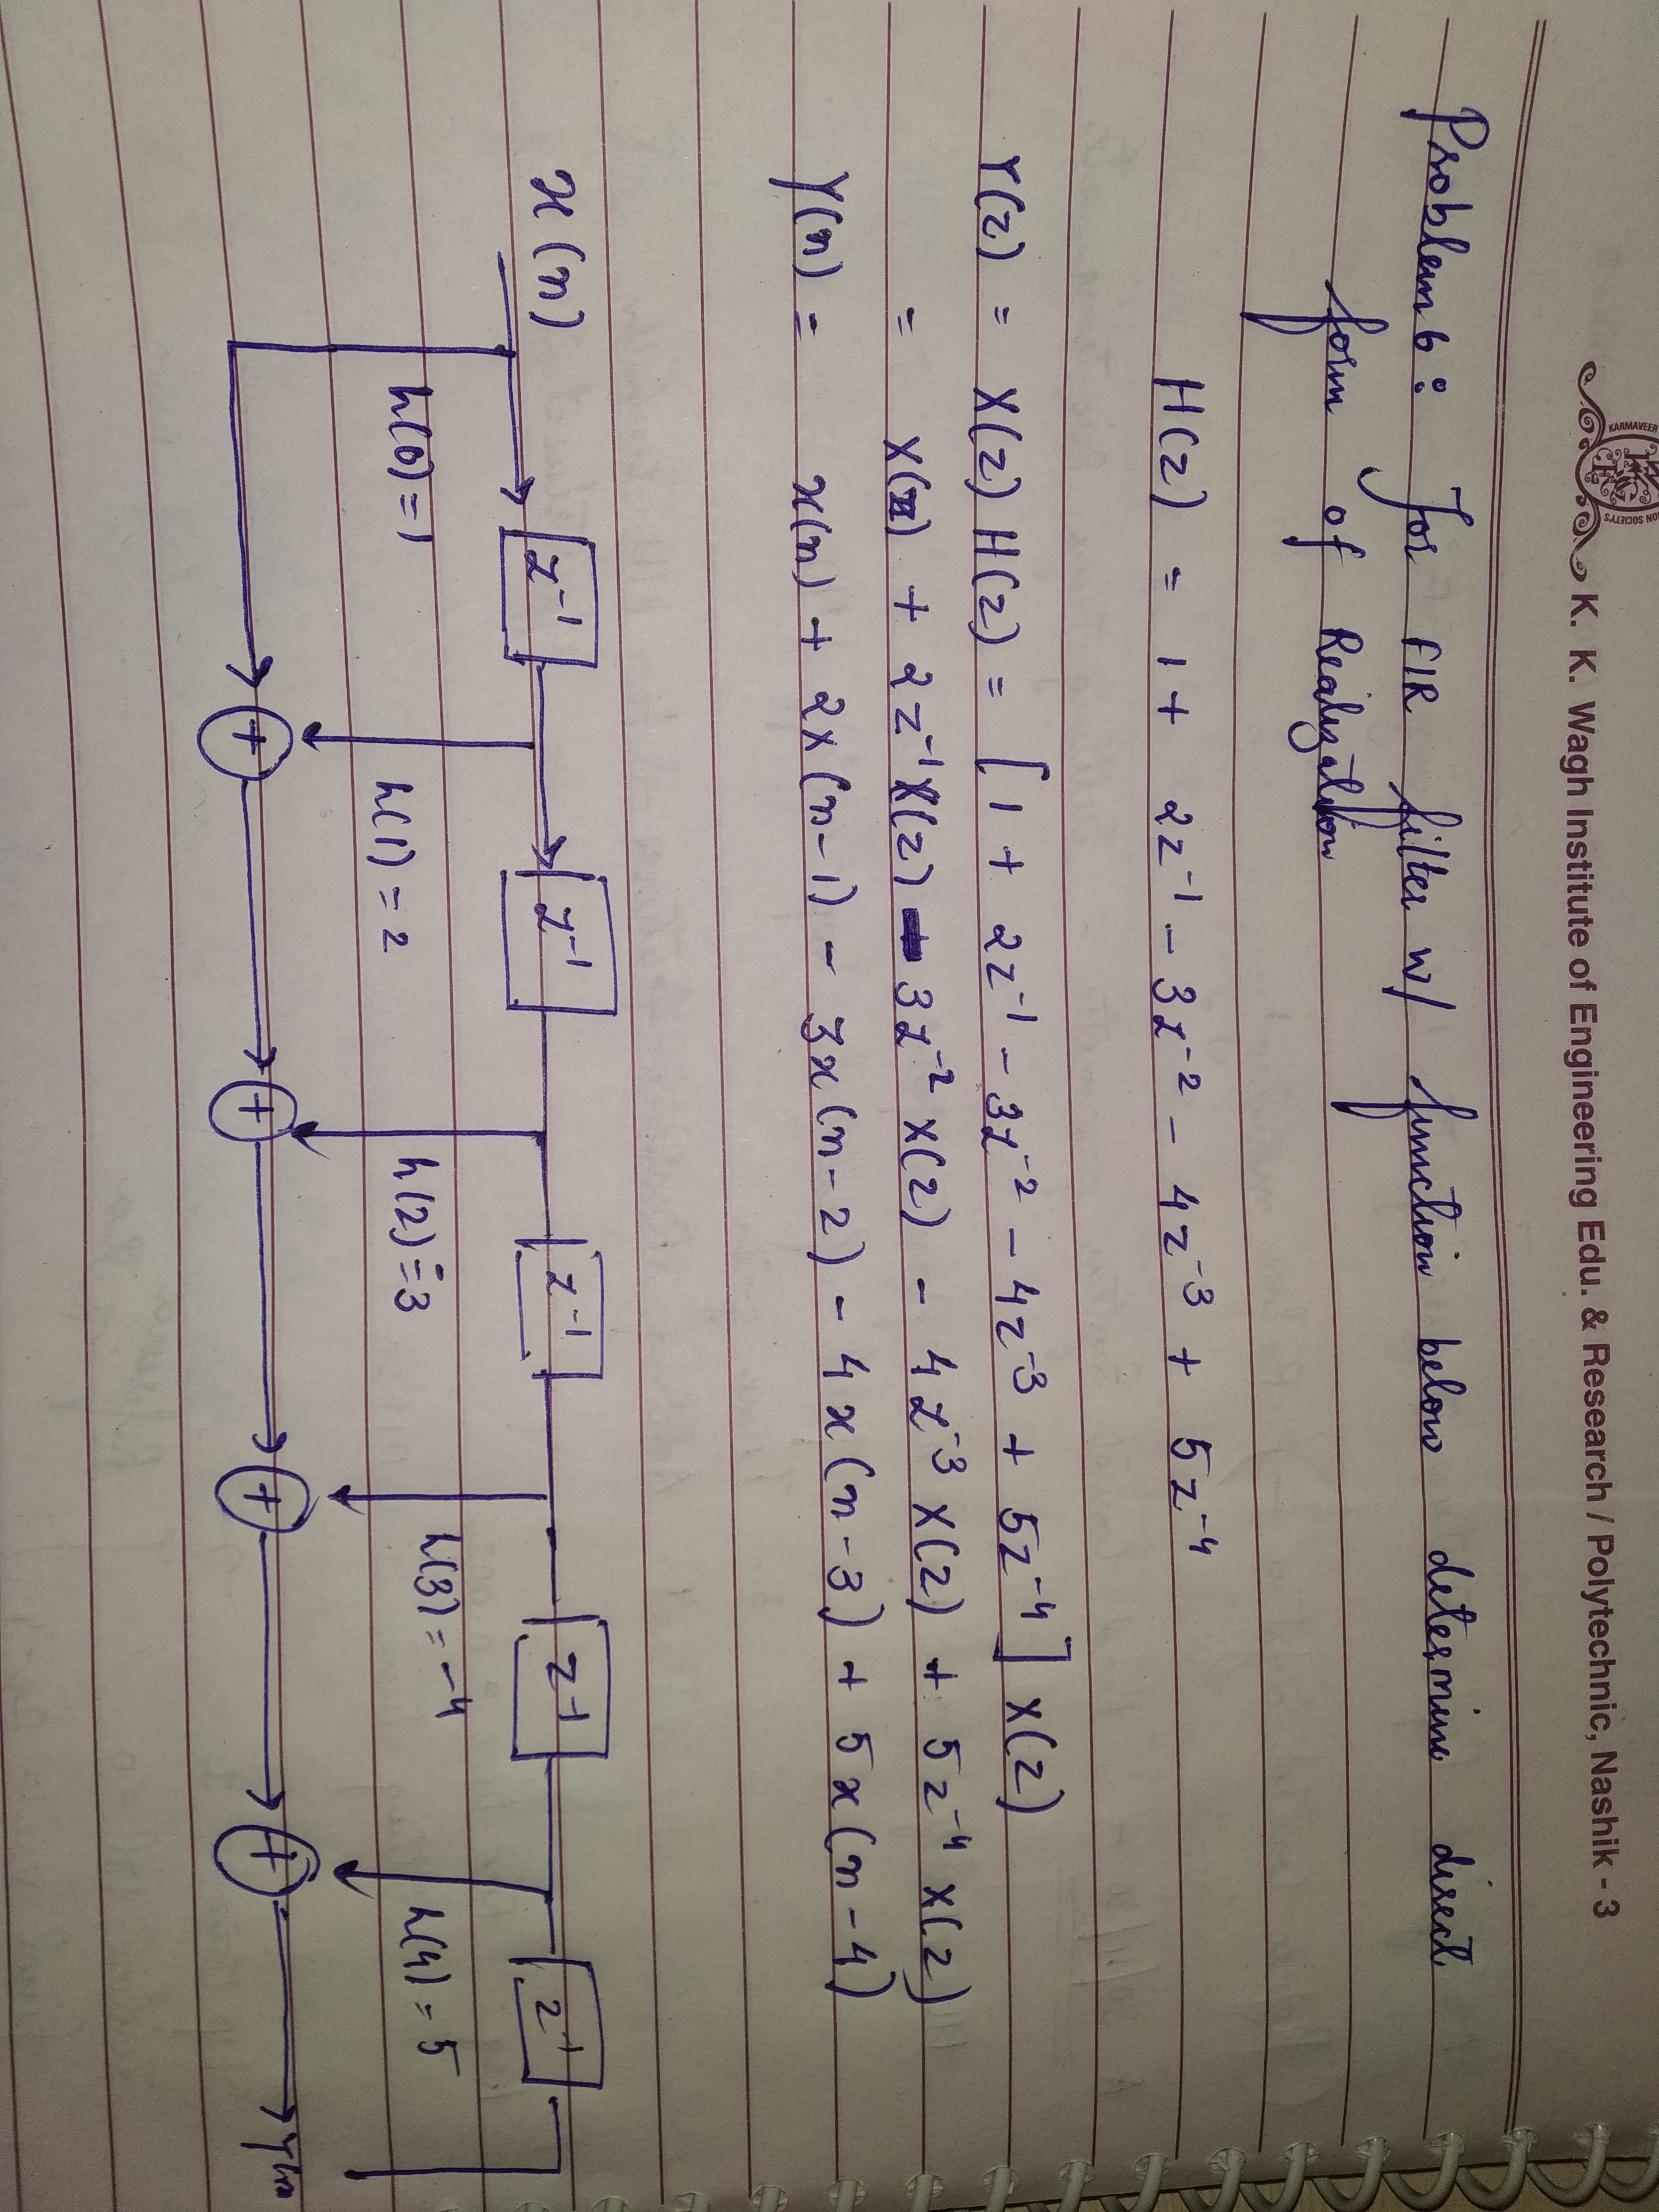 K. K. Wagh Institute of Engineering Edu. & Research / Polytechnic, Nashik - 3
Problem 6 : For FIR filter w/ function below determine direct
form of Realization
H(z) = 1 + 2z⁻¹ - 3z⁻² - 4z⁻³ + 5z⁻⁴
Y(z) = X(z) H(z) = [1 + 2z⁻¹ - 3z⁻² - 4z⁻³ + 5z⁻⁴] X(z)
= X(z) + 2z⁻¹X(z) - 3z⁻² X(z) - 4z⁻³ X(z) + 5z⁻⁴ X(z)
Y(n) = x(n) + 2x(n-1) - 3x(n-2) - 4x(n-3) + 5x(n-4)
x(n) z⁻¹ z⁻¹ z⁻¹ z⁻¹ z⁻¹
h(0)=1 h(1)=2 h(2)=-3 h(3)=-4 h(4)=5
+ + + + Y(n)